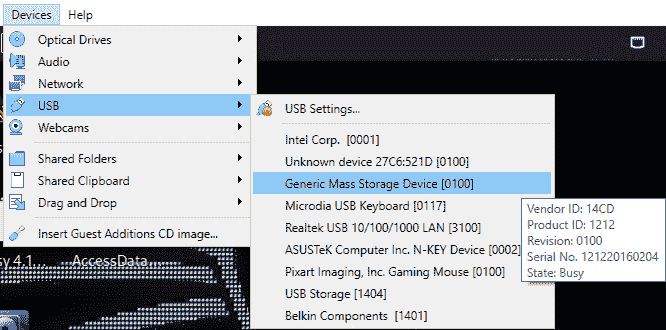 Devices Help
Optical Drives
Audio
Network
USB
Webcams
Shared Folders
Shared Clipboard
Drag and Drop
Insert Guest Additions CD image...
USB Settings...
Intel Corp. [0001]
Unknown device 27C6:521D [0100]
Generic Mass Storage Device [0100]
Microdia USB Keyboard [0117]
Realtek USB 10/100/1000 LAN [3100]
ASUSTeK Computer Inc. N-KEY Device [0002]
Pixart Imaging, Inc. Gaming Mouse [0100]
USB Storage [1404]
Belkin Components [1401]
Vendor ID: 14CD
Product ID: 1212
Revision: 0100
Serial No. 121220160204
State: Busy
sy 4.1... AccessData...